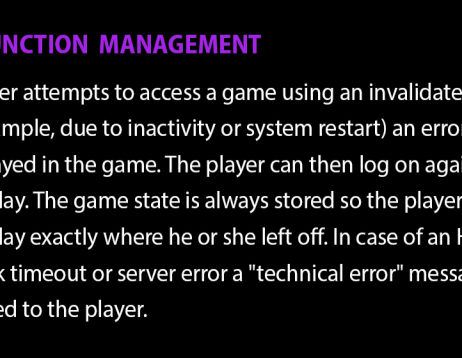 UNCTION MANAGEMENT
er attempts to access a game using an invalidate
mple, due to inactivity or system restart) an error
ayed in the game. The player can then log on agai
lay. The game state is always stored so the player
lay exactly where he or she left off. In case of an H
k timeout or server error a "technical error" messa
ed to the player.